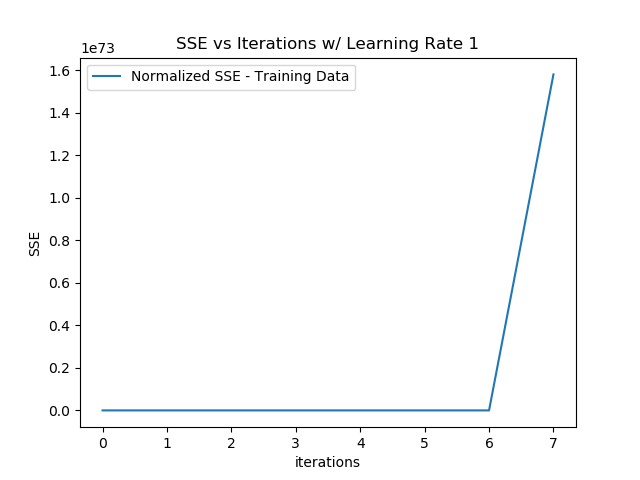 SSE vs Iterations w/ Learning Rate 1
1e73
Normalized SSE - Training Data
1.6
1.4
1.2
1.0
0.8
0.6
0.4
0.2
0.0
SSE
0 1 2 3 4 5 6 7
iterations